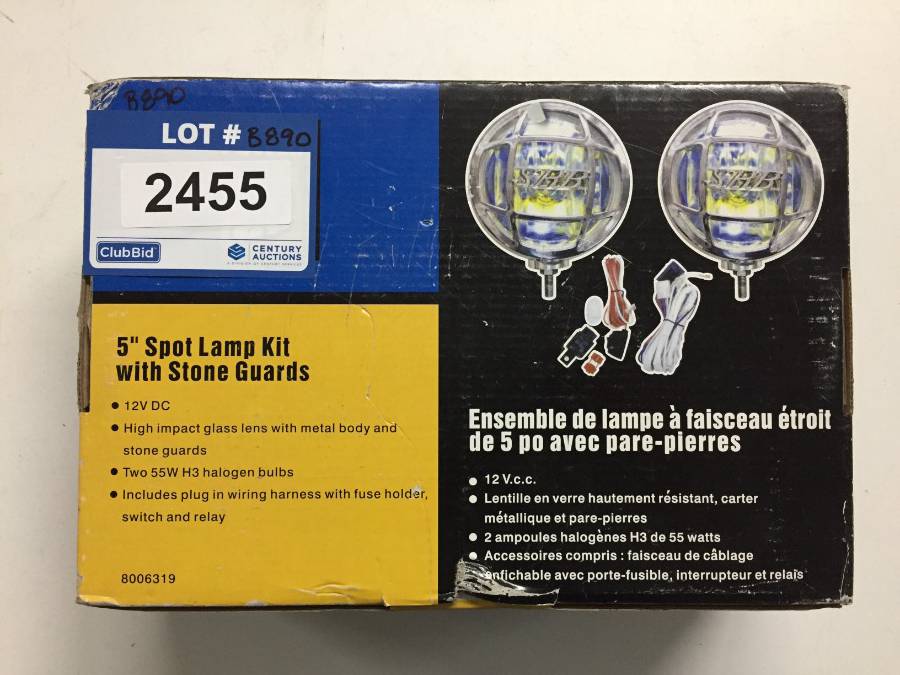 B890
LOT # B890
2455
ClubBid
CENTURY
AUCTIONS
A DIVISION OF CENTURY SERVICES
5" Spot Lamp Kit
with Stone Guards
● 12V DC
● High impact glass lens with metal body and
stone guards
● Two 55W H3 halogen bulbs
● Includes plug in wiring harness with fuse holder,
switch and relay
8006319
Ensemble de lampe à faisceau étroit
de 5 po avec pare-pierres
● 12 V.c.c.
● Lentille en verre hautement résistant, carter
métallique et pare-pierres
● 2 ampoules halogènes H3 de 55 watts
● Accessoires compris : faisceau de câblage
enfichable avec porte-fusible, interrupteur et relais